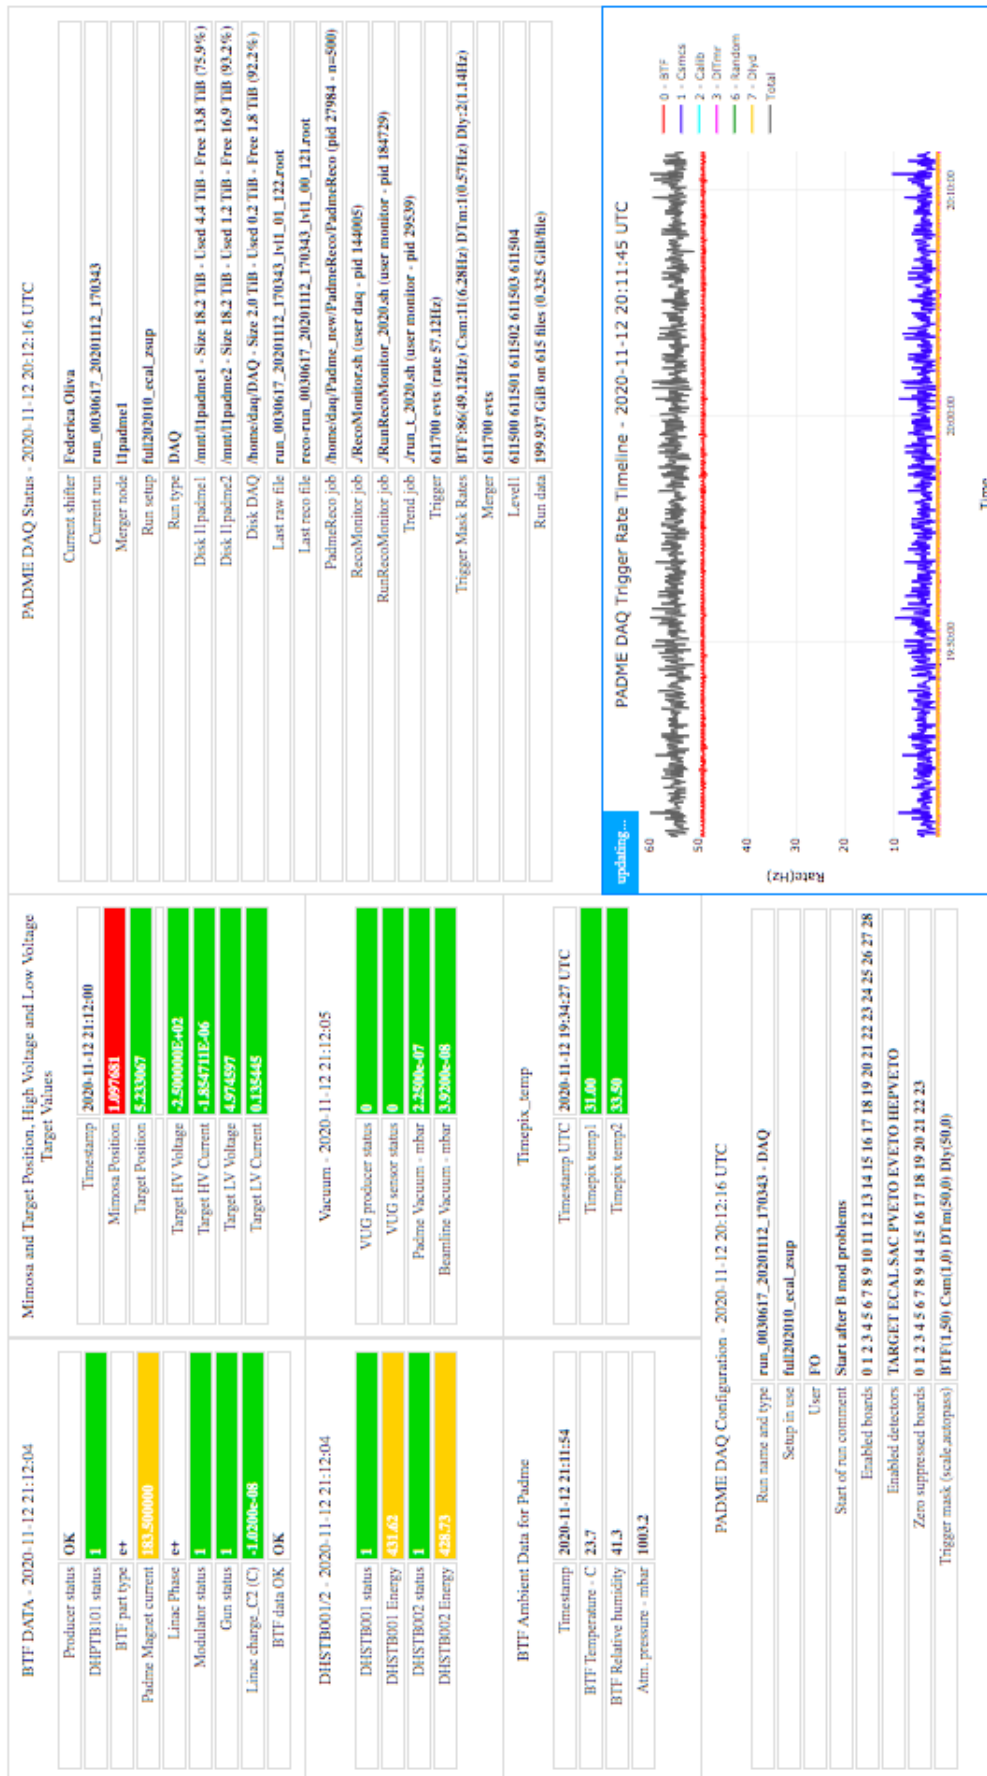 BTF DATA - 2020-11-12 21:12:04
Producer status OK
DHPTB101 status 1
BTF part type e+
Padme Magnet current 183.500000
Linac Phase e+
Modulator status 1
Gun status 1
Linac charge_C2 (C) -1.0200e-08
BTF data OK OK
Mimosa and Target Position, High Voltage and Low Voltage
Target Values
Timestamp 2020-11-12 21:12:00
Mimosa Position 1.097681
Target Position 5.233067
Target HV Voltage -2.500000E+02
Target HV Current -1.854711E-06
Target LV Voltage 4.974597
Target LV Current 0.135445
PADME DAQ Status - 2020-11-12 20:12:16 UTC
Current shifter Federica Oliva
Current run run_0030617_20201112_170343
Merger node l1padme1
Run setup full202010_ecal_zsup
Run type DAQ
Disk l1padme1 /mnt/l1padme1 - Size 18.2 TiB - Used 4.4 TiB - Free 13.8 TiB (75.9%)
Disk l1padme2 /mnt/l1padme2 - Size 18.2 TiB - Used 1.2 TiB - Free 16.9 TiB (93.2%)
Disk DAQ /home/daq/DAQ - Size 2.0 TiB - Used 0.2 TiB - Free 1.8 TiB (92.2%)
Last raw file run_0030617_20201112_170343_lvl1_01_122.root
Last reco file reco-run_0030617_20201112_170343_lvl1_00_121.root
PadmeReco job /home/daq/Padme_new/PadmeReco/PadmeReco (pid 27984 - n=500)
RecoMonitor job ./RecoMonitor.sh (user daq - pid 144005)
RunRecoMonitor job ./RunRecoMonitor_2020.sh (user monitor - pid 184729)
Trend job ./run_t_2020.sh (user monitor - pid 29539)
Trigger 611700 evts (rate 57.12Hz)
Trigger Mask Rates BTF:86(49.12Hz) Csm:11(6.28Hz) DTm:1(0.57Hz) Dly:2(1.14Hz)
Merger 611700 evts
Level1 611500 611501 611502 611503 611504
Run data 199.937 GiB on 615 files (0.325 GiB/file)
DHSTB001/2 - 2020-11-12 21:12:04
DHSTB001 status 1
DHSTB001 Energy 431.62
DHSTB002 status 1
DHSTB002 Energy 428.73
Vacuum - 2020-11-12 21:12:05
VUG producer status 0
VUG sensor status 0
Padme Vacuum - mbar 2.2500e-07
Beamline Vacuum - mbar 3.9200e-08
BTF Ambient Data for Padme
Timestamp 2020-11-12 21:11:54
BTF Temperature - C 23.7
BTF Relative humidity 41.3
Atm. pressure - mbar 1003.2
Timepix_temp
Timestamp UTC 2020-11-12 19:34:27 UTC
Timepix temp1 31.00
Timepix temp2 33.50
PADME DAQ Configuration - 2020-11-12 20:12:16 UTC
Run name and type run_0030617_20201112_170343 - DAQ
Setup in use full202010_ecal_zsup
User FO
Start of run comment Start after B mod problems
Enabled boards 0 1 2 3 4 5 6 7 8 9 10 11 12 13 14 15 16 17 18 19 20 21 22 23 24 25 26 27 28
Enabled detectors TARGET ECAL SAC PVETO EVETO HEPVETO
Zero suppressed boards 0 1 2 3 4 5 6 7 8 9 14 15 16 17 18 19 20 21 22 23
Trigger mask (scale,autopass) BTF(1,50) Csm(1,0) DTm(50,0) Dly(50,0)
updating...
PADME DAQ Trigger Rate Timeline - 2020-11-12 20:11:45 UTC
60
50
40
30
20
10
Rate(Hz)
19:30:00
20:00:00
20:10:00
Time
0 - BTF
1 - Csmcs
2 - Calib
3 - DfTmr
6 - Random
7 - Dlyd
Total